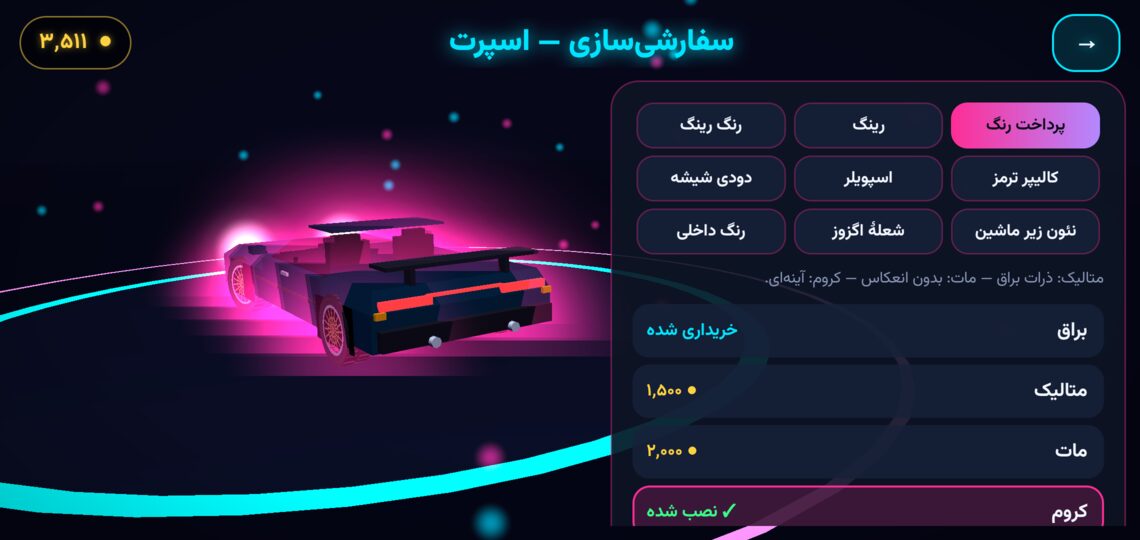 →
سفارشی‌سازی — اسپرت
۳,۵۱۱
پرداخت رنگ
رینگ
رنگ رینگ
کالیپر ترمز
اسپویلر
دودی شیشه
نئون زیر ماشین
شعلهٔ اگزوز
رنگ داخلی
متالیک: ذرات براق — مات: بدون انعکاس — کروم: آینه‌ای.
براق خریداری شده
متالیک ۱,۵۰۰
مات ۲,۰۰۰
کروم ✓ نصب شده